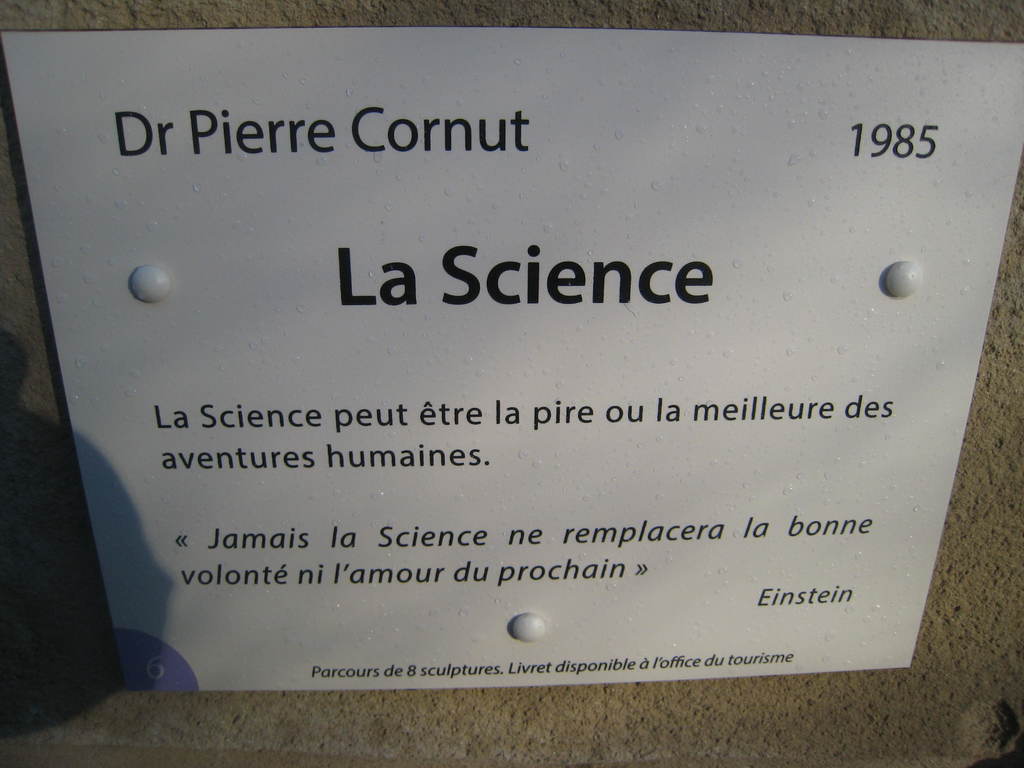 Dr Pierre Cornut 1985
La Science
La Science peut être la pire ou la meilleure des
aventures humaines.
« Jamais la Science ne remplacera la bonne
volonté ni l'amour du prochain »
Einstein
6 Parcours de 8 sculptures. Livret disponible à l'office du tourisme